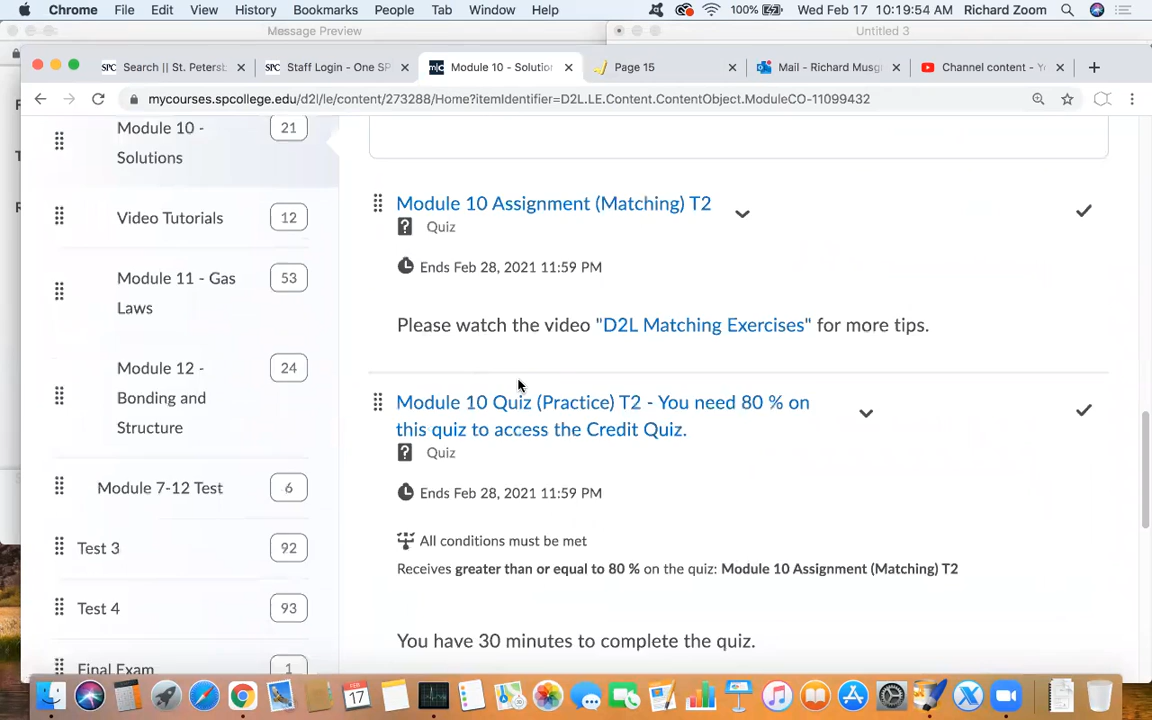 Chrome File Edit View History Bookmarks People Tab Window Help 100% Wed Feb 17 10:19:54 AM Richard Zoom
Message Preview Untitled 3
SPC Search || St. Petersb SPC Staff Login - One SP Module 10 - Solution Page 15 Mail - Richard Musgr Channel content - Y
mycourses.spcollege.edu/d2l/le/content/273288/Home?itemIdentifier=D2L.LE.Content.ContentObject.ModuleCO-11099432
Module 10 - 21
Solutions
Video Tutorials 12
Module 11 - Gas 53
Laws
Module 12 - 24
Bonding and
Structure
Module 7-12 Test 6
Test 3 92
Test 4 93
Final Exam 1
Module 10 Assignment (Matching) T2
Quiz
Ends Feb 28, 2021 11:59 PM
Please watch the video "D2L Matching Exercises" for more tips.
Module 10 Quiz (Practice) T2 - You need 80 % on
this quiz to access the Credit Quiz.
Quiz
Ends Feb 28, 2021 11:59 PM
All conditions must be met
Receives greater than or equal to 80 % on the quiz: Module 10 Assignment (Matching) T2
You have 30 minutes to complete the quiz.
FEB
17